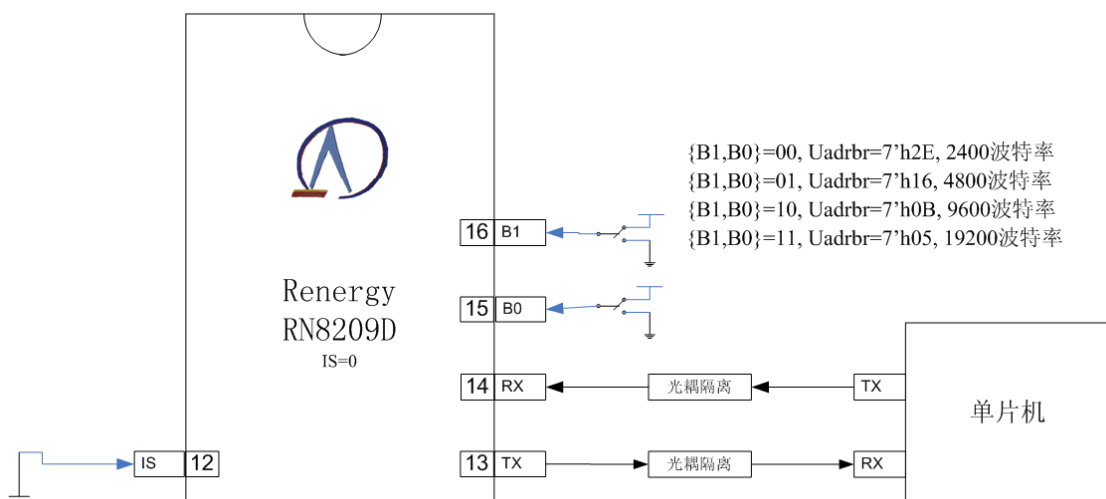 {B1,B0}=00, Uadrbr=7’h2E, 2400波特率
{B1,B0}=01, Uadrbr=7’h16, 4800波特率
{B1,B0}=10, Uadrbr=7’h0B, 9600波特率
{B1,B0}=11, Uadrbr=7’h05, 19200波特率
16 B1
Renergy
RN8209D
IS=0
15 B0
14 RX
光耦隔离
TX
单片机
IS 12
13 TX
光耦隔离
RX